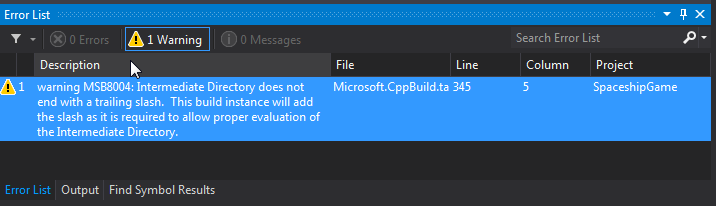 Error List
0 Errors
1 Warning
0 Messages
Search Error List
Description
File
Line
Column
Project
1
warning MSB8004: Intermediate Directory does not
end with a trailing slash.  This build instance will add
the slash as it is required to allow proper evaluation of
the Intermediate Directory.
Microsoft.CppBuild.ta
345
5
SpaceshipGame
Error List
Output
Find Symbol Results